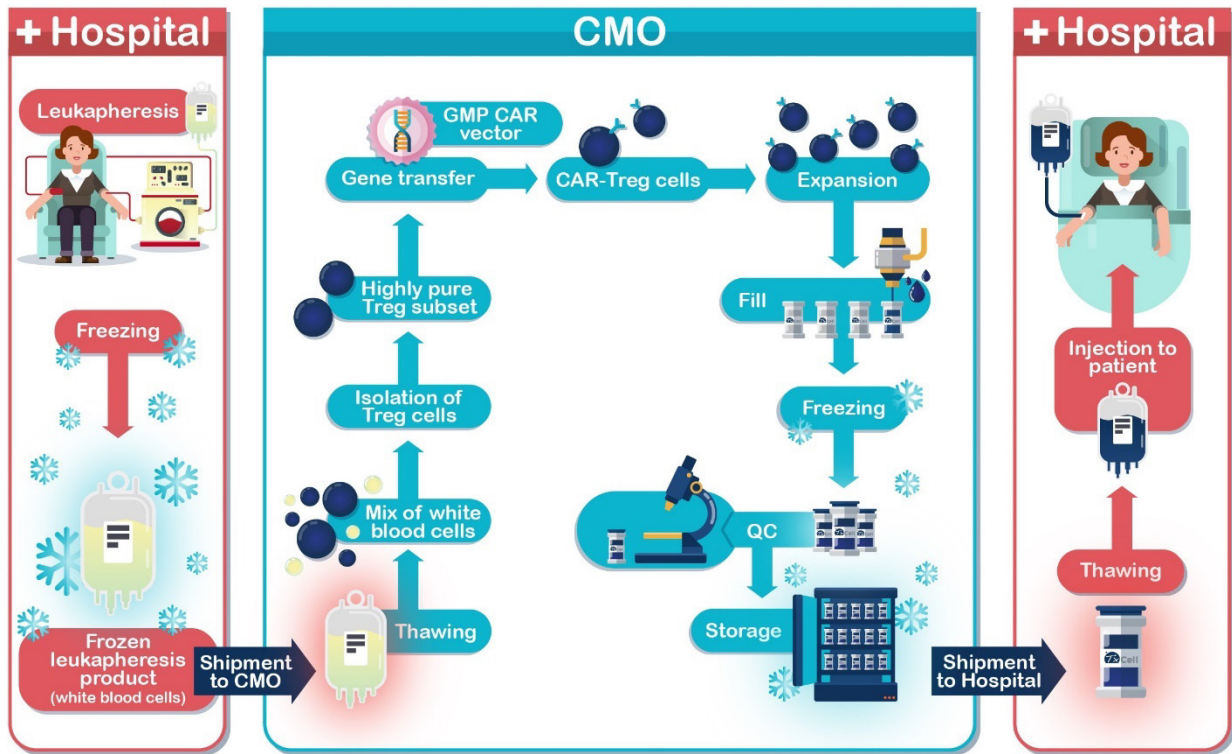 + Hospital
Leukapheresis
Freezing
Frozen
leukapheresis
product
(white blood cells)
Shipment
to CMO
CMO
Thawing
Mix of white
blood cells
Isolation of
Treg cells
Highly pure
Treg subset
Gene transfer
GMP CAR
vector
CAR-Treg cells
Expansion
Fill
Freezing
QC
Storage
Shipment
to Hospital
+ Hospital
TxCell
Thawing
Injection to
patient